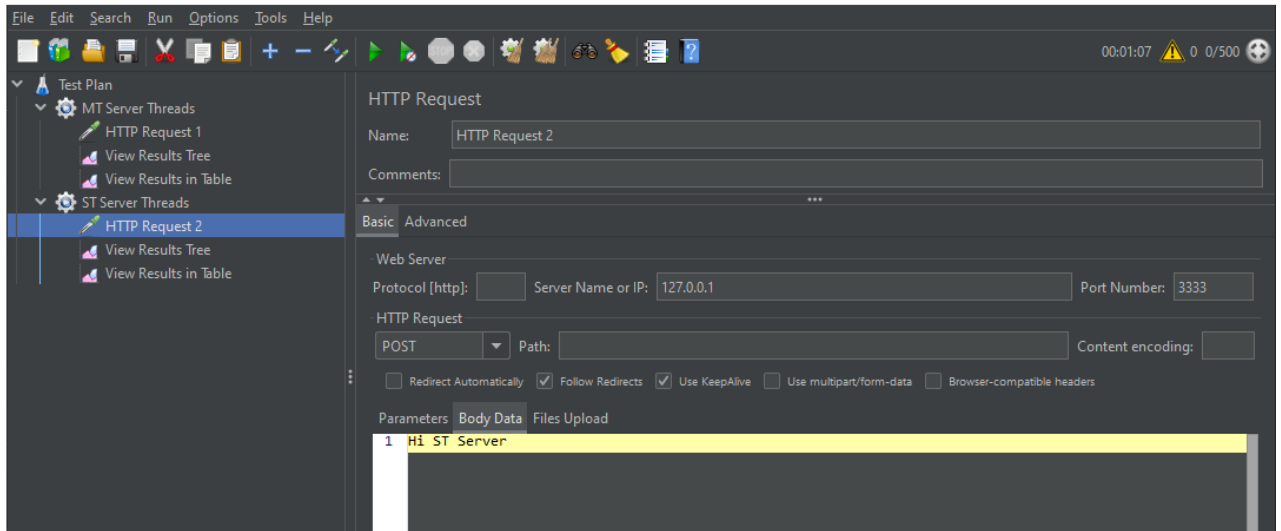 File Edit Search Run Options Tools Help
STOP
?
00:01:07 0 0/500
Test Plan
MT Server Threads
HTTP Request 1
View Results Tree
View Results in Table
ST Server Threads
HTTP Request 2
View Results Tree
View Results in Table
HTTP Request
Name: HTTP Request 2
Comments:
Basic Advanced
Web Server
Protocol [http]: Server Name or IP: 127.0.0.1 Port Number: 3333
HTTP Request
POST Path: Content encoding:
Redirect Automatically Follow Redirects Use KeepAlive Use multipart/form-data Browser-compatible headers
Parameters Body Data Files Upload
1 Hi ST Server